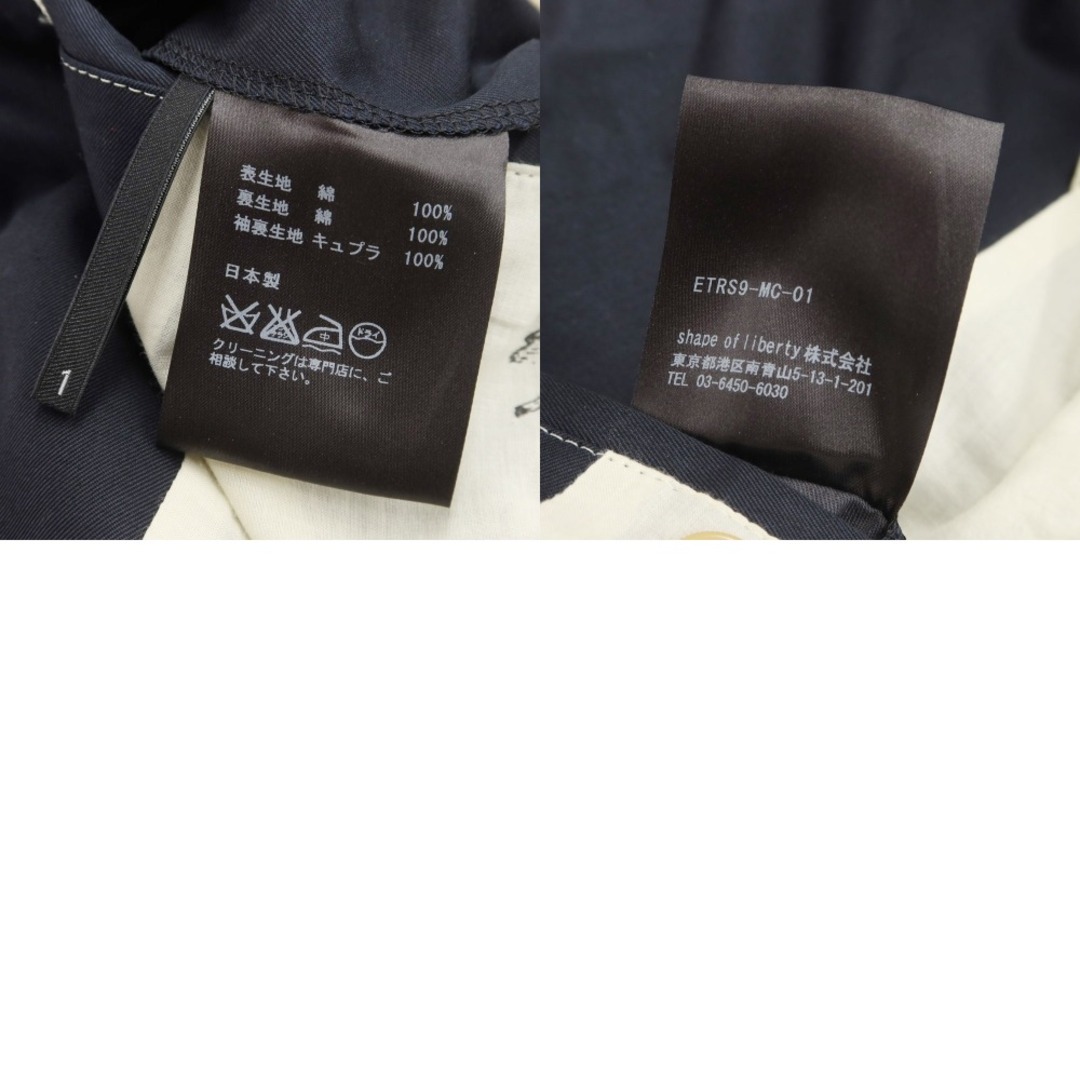 表生地 綿 100%
裏生地 綿 100%
袖裏生地 キュプラ 100%
日本製
中 ドライ
クリーニングは専門店に、ご
相談して下さい。
1
ETRS9-MC-01
shape of liberty株式会社
東京都港区南青山5-13-1-201
TEL 03-6450-6030